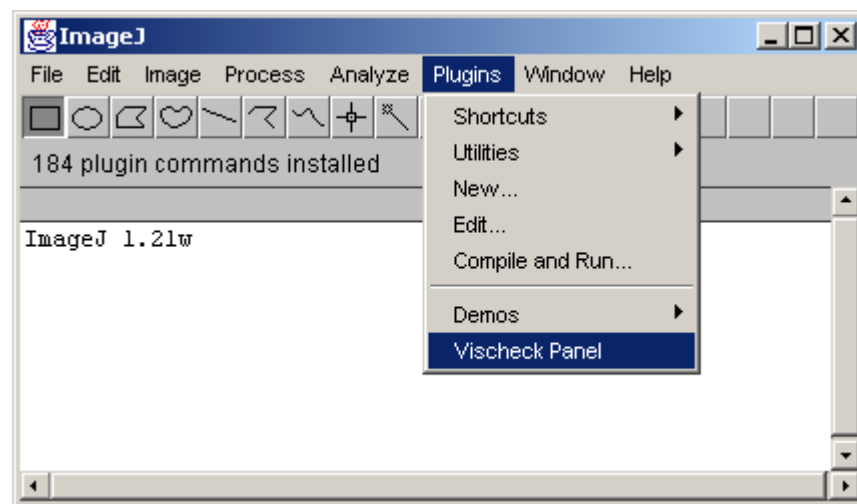 ImageJ
File Edit Image Process Analyze Plugins Window Help
184 plugin commands installed
ImageJ 1.21w
Shortcuts
Utilities
New...
Edit...
Compile and Run...
Demos
Vischeck Panel